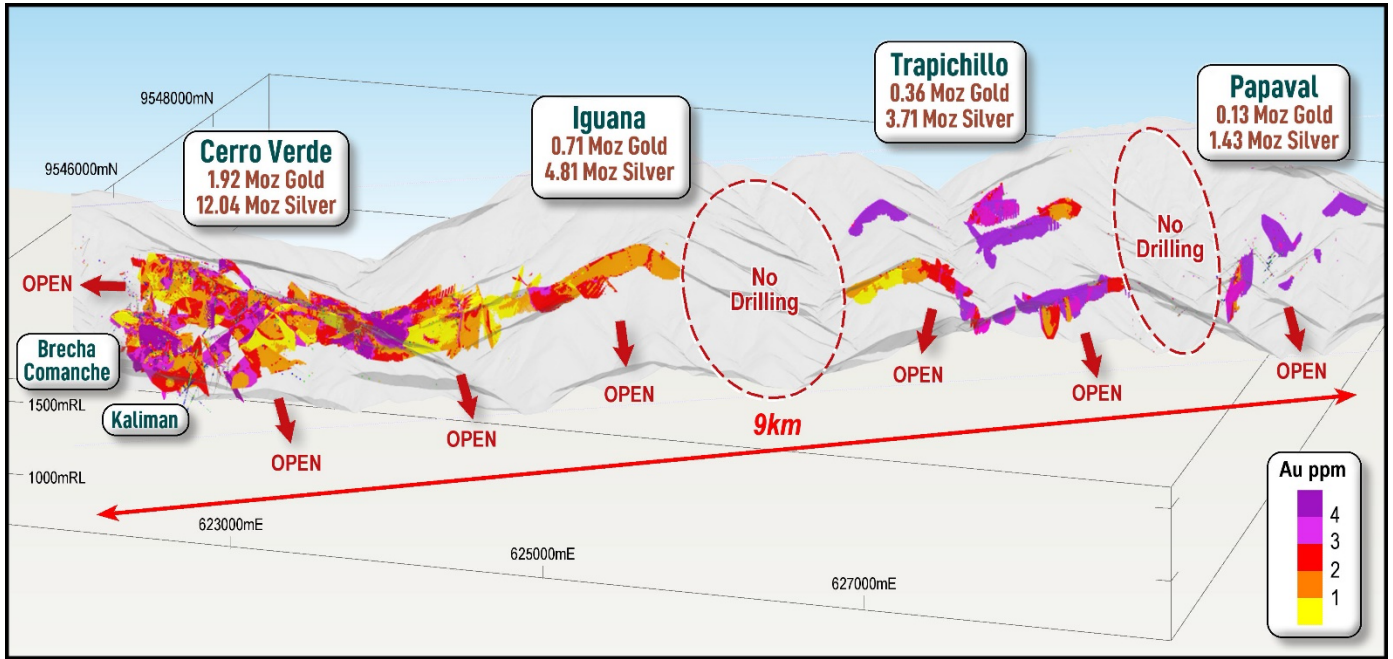 9548000mN
9546000mN
Cerro Verde
1.92 Moz Gold
12.04 Moz Silver
Iguana
0.71 Moz Gold
4.81 Moz Silver
Trapichillo
0.36 Moz Gold
3.71 Moz Silver
Papaval
0.13 Moz Gold
1.43 Moz Silver
No
Drilling
No
Drilling
OPEN
Brecha
Comanche
Kaliman
1500mRL
1000mRL
OPEN
OPEN
OPEN
OPEN
OPEN
OPEN
9km
623000mE
625000mE
627000mE
Au ppm
4
3
2
1